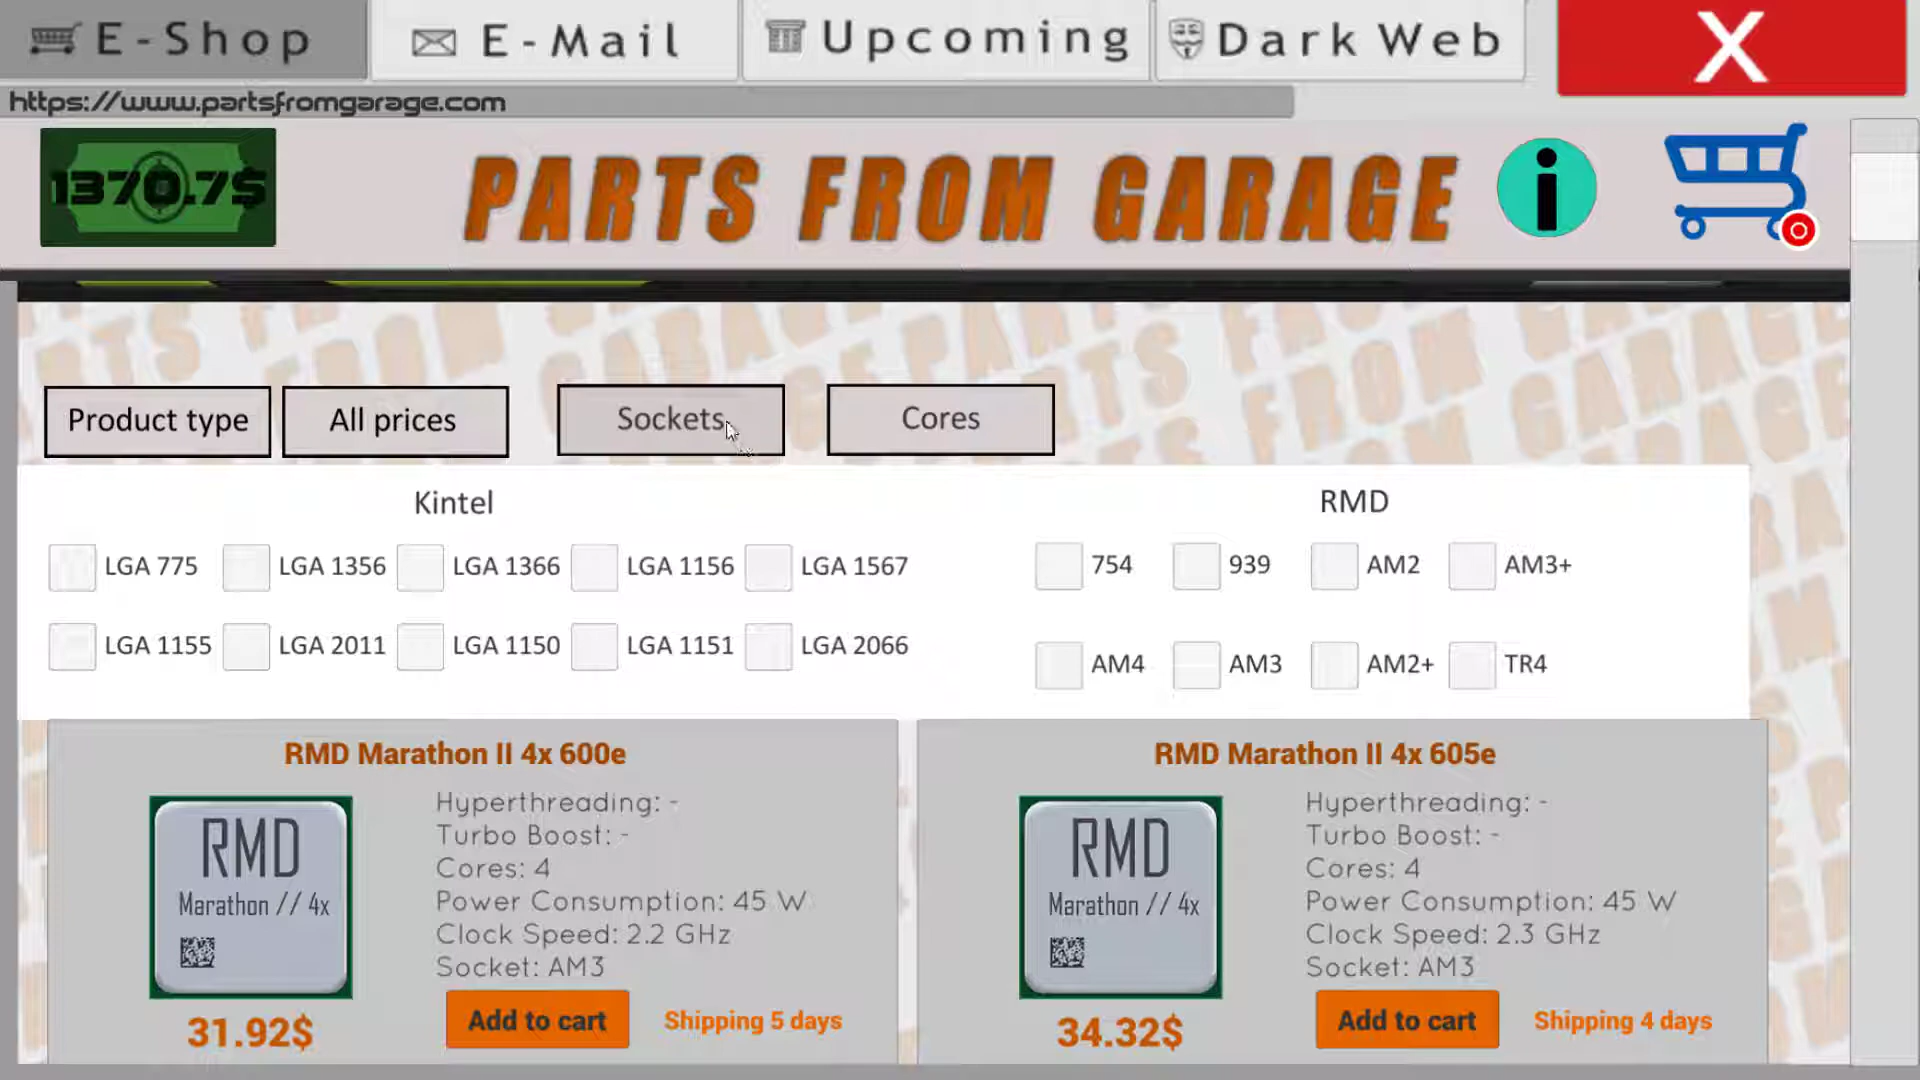 E-Shop
E-Mail
Upcoming
Dark Web
X
https://www.partsfromgarage.com
1370.7$
PARTS FROM GARAGE
i
0
Product type
All prices
Sockets
Cores
Kintel
RMD
LGA 775
LGA 1356
LGA 1366
LGA 1156
LGA 1567
754
939
AM2
AM3+
LGA 1155
LGA 2011
LGA 1150
LGA 1151
LGA 2066
AM4
AM3
AM2+
TR4
RMD Marathon II 4x 600e
RMD
Marathon // 4x
Hyperthreading: -
Turbo Boost: -
Cores: 4
Power Consumption: 45 W
Clock Speed: 2.2 GHz
Socket: AM3
31.92$
Add to cart
Shipping 5 days
RMD Marathon II 4x 605e
RMD
Marathon // 4x
Hyperthreading: -
Turbo Boost: -
Cores: 4
Power Consumption: 45 W
Clock Speed: 2.3 GHz
Socket: AM3
34.32$
Add to cart
Shipping 4 days